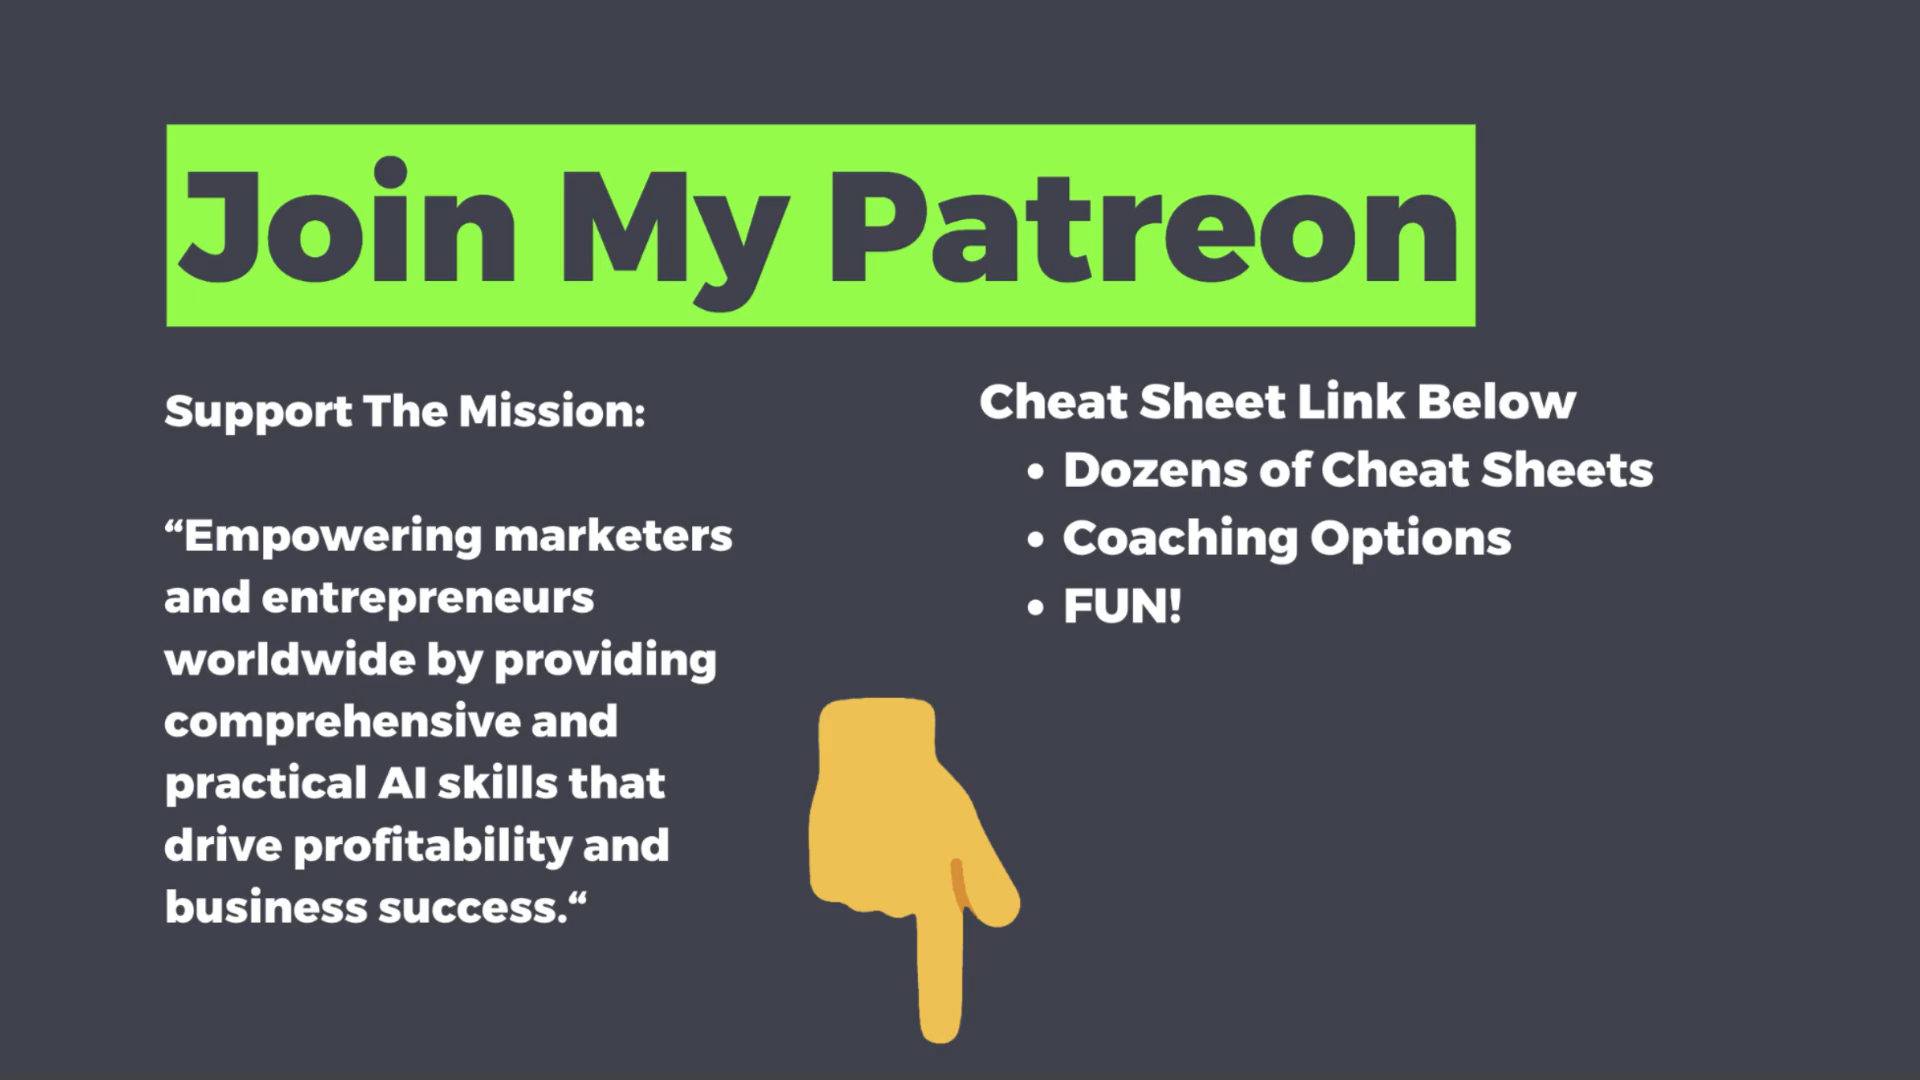 Join My Patreon
Support The Mission:
“Empowering marketers
and entrepreneurs
worldwide by providing
comprehensive and
practical AI skills that
drive profitability and
business success.“
Cheat Sheet Link Below
• Dozens of Cheat Sheets
• Coaching Options
• FUN!